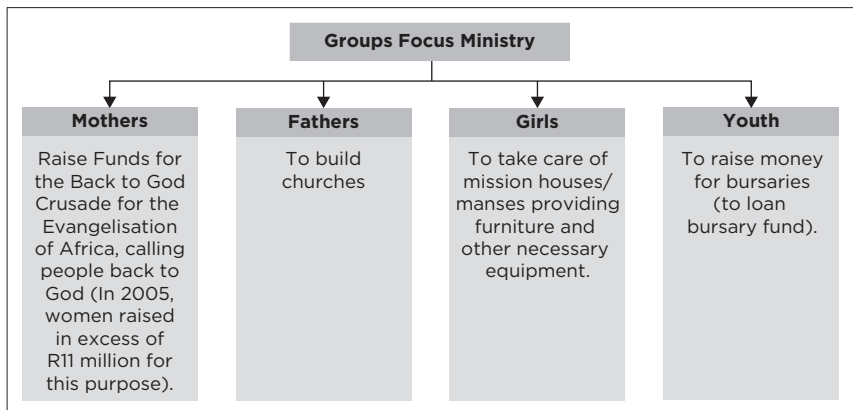 Groups Focus Ministry
Mothers
Raise Funds for
the Back to God
Crusade for the
Evangelisation
of Africa, calling
people back to
God (In 2005,
women raised
in excess of
R11 million for
this purpose).
Fathers
To build
churches
Girls
To take care of
mission houses/
manses providing
furniture and
other necessary
equipment.
Youth
To raise money
for bursaries
(to loan
bursary fund).